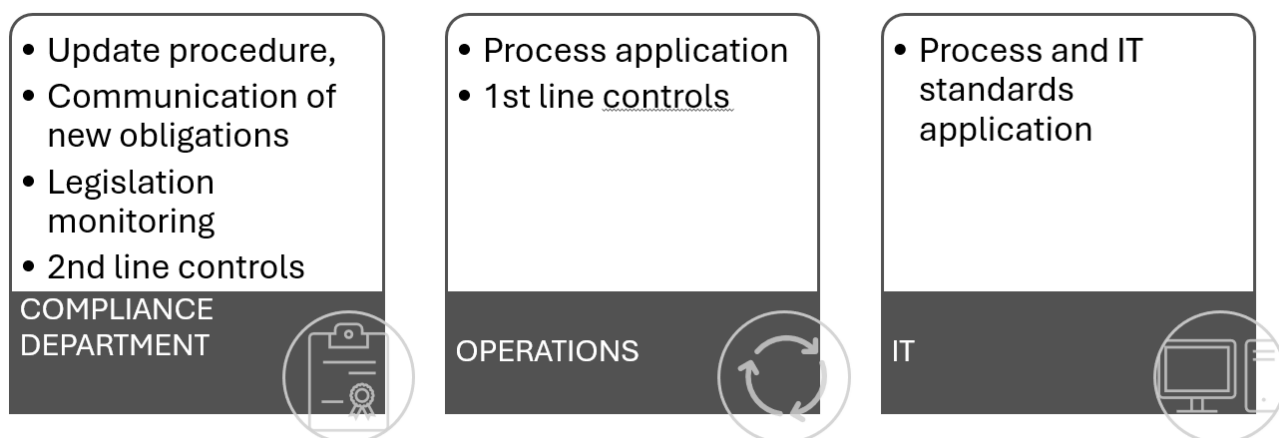 • Update procedure,
• Communication of
new obligations
• Legislation
monitoring
• 2nd line controls
COMPLIANCE
DEPARTMENT
• Process application
• 1st line controls
OPERATIONS
• Process and IT
standards
application
IT